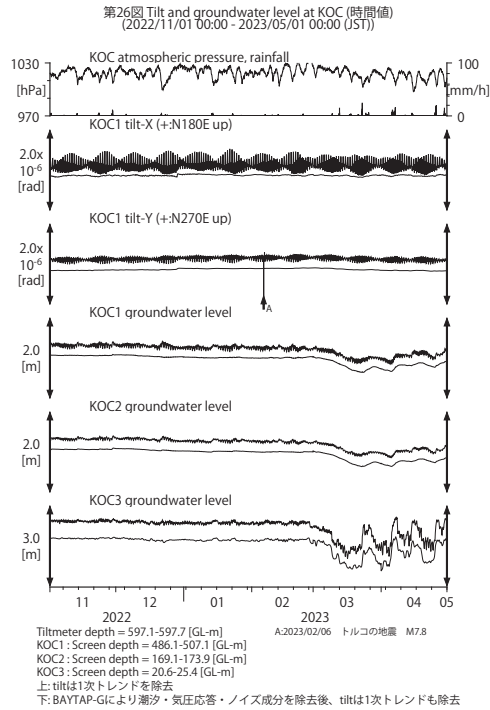 第26図 Tilt and groundwater level at KOC (時間値)
(2022/11/01 00:00 - 2023/05/01 00:00 (JST))
KOC atmospheric pressure, rainfall
1030
[hPa]
970
100
[mm/h]
0
KOC1 tilt-X (+:N180E up)
2.0x
10-6
[rad]
KOC1 tilt-Y (+:N270E up)
2.0x
10-6
[rad]
A
KOC1 groundwater level
2.0
[m]
KOC2 groundwater level
2.0
[m]
KOC3 groundwater level
3.0
[m]
11 12 01 02 03 04 05
2022 2023
Tiltmeter depth = 597.1-597.7 [GL-m]
A:2023/02/06 トルコの地震 M7.8
KOC1 : Screen depth = 486.1-507.1 [GL-m]
KOC2 : Screen depth = 169.1-173.9 [GL-m]
KOC3 : Screen depth = 20.6-25.4 [GL-m]
上: tiltは1次トレンドを除去
下: BAYTAP-Gにより潮汐・気圧応答・ノイズ成分を除去後、tiltは1次トレンドも除去